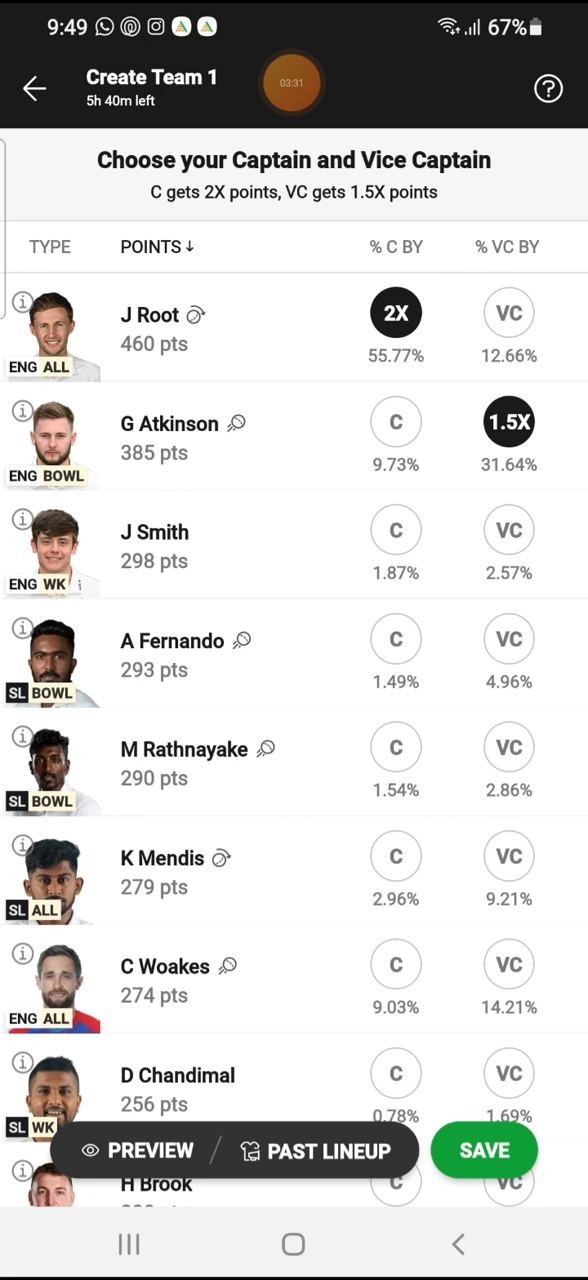 9:49 67%
Create Team 1
5h 40m left
03:31
Choose your Captain and Vice Captain
C gets 2X points, VC gets 1.5X points
TYPE POINTS ↓ % C BY % VC BY
J Root 2X VC
460 pts 55.77% 12.66%
ENG ALL
G Atkinson C 1.5X
385 pts 9.73% 31.64%
ENG BOWL
J Smith C VC
298 pts 1.87% 2.57%
ENG WK
A Fernando C VC
293 pts 1.49% 4.96%
SL BOWL
M Rathnayake C VC
290 pts 1.54% 2.86%
SL BOWL
K Mendis C VC
279 pts 2.96% 9.21%
SL ALL
C Woakes C VC
274 pts 9.03% 14.21%
ENG ALL
D Chandimal C VC
256 pts 0.78% 1.69%
SL WK
PREVIEW / PAST LINEUP SAVE
H Brook C VC